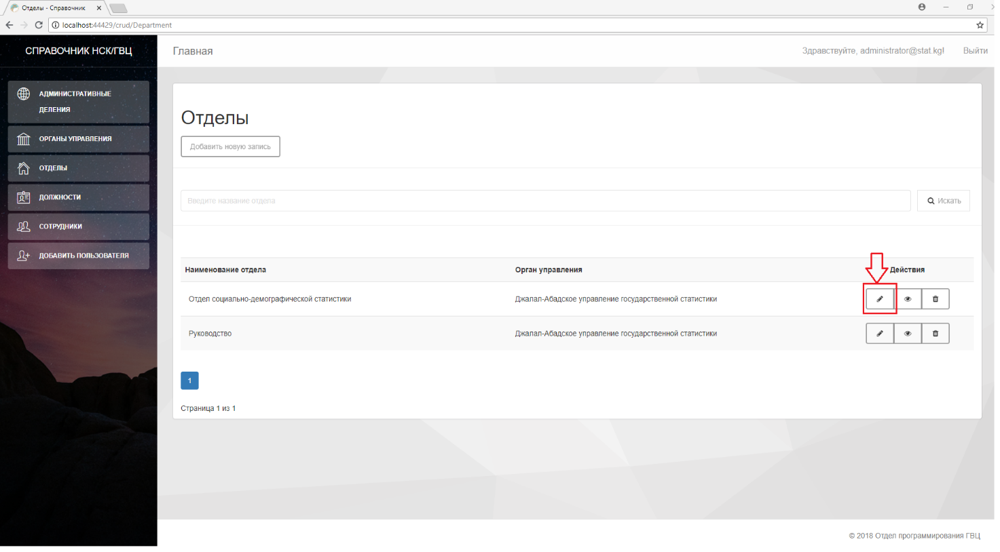 Отделы - Справочник
localhost:44429/crud/Department
СПРАВОЧНИК НСК/ГВЦ
Главная
Здравствуйте, administrator@stat.kg!
Выйти
АДМИНИСТРАТИВНЫЕ
ДЕЛЕНИЯ
ОРГАНЫ УПРАВЛЕНИЯ
ОТДЕЛЫ
ДОЛЖНОСТИ
СОТРУДНИКИ
ДОБАВИТЬ ПОЛЬЗОВАТЕЛЯ
Отделы
Добавить новую запись
Введите название отдела
Искать
Наименование отдела
Орган управления
Действия
Отдел социально-демографической статистики
Джалал-Абадское управление государственной статистики
Руководство
Джалал-Абадское управление государственной статистики
1
Страница 1 из 1
© 2018 Отдел программирования ГВЦ